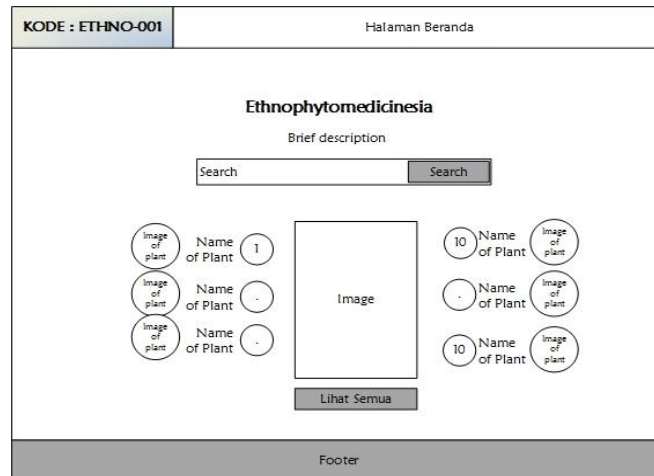 KODE : ETHNO-001
Halaman Beranda
Ethnophytomedicinesia
Brief description
Search
Search
Image
of
plant
Name
of Plant
1
Image
of
plant
Name
of Plant
.
Image
of
plant
Name
of Plant
.
Image
Lihat Semua
10
Name
of Plant
Image
of
plant
.
Name
of Plant
Image
of
plant
10
Name
of Plant
Image
of
plant
Footer